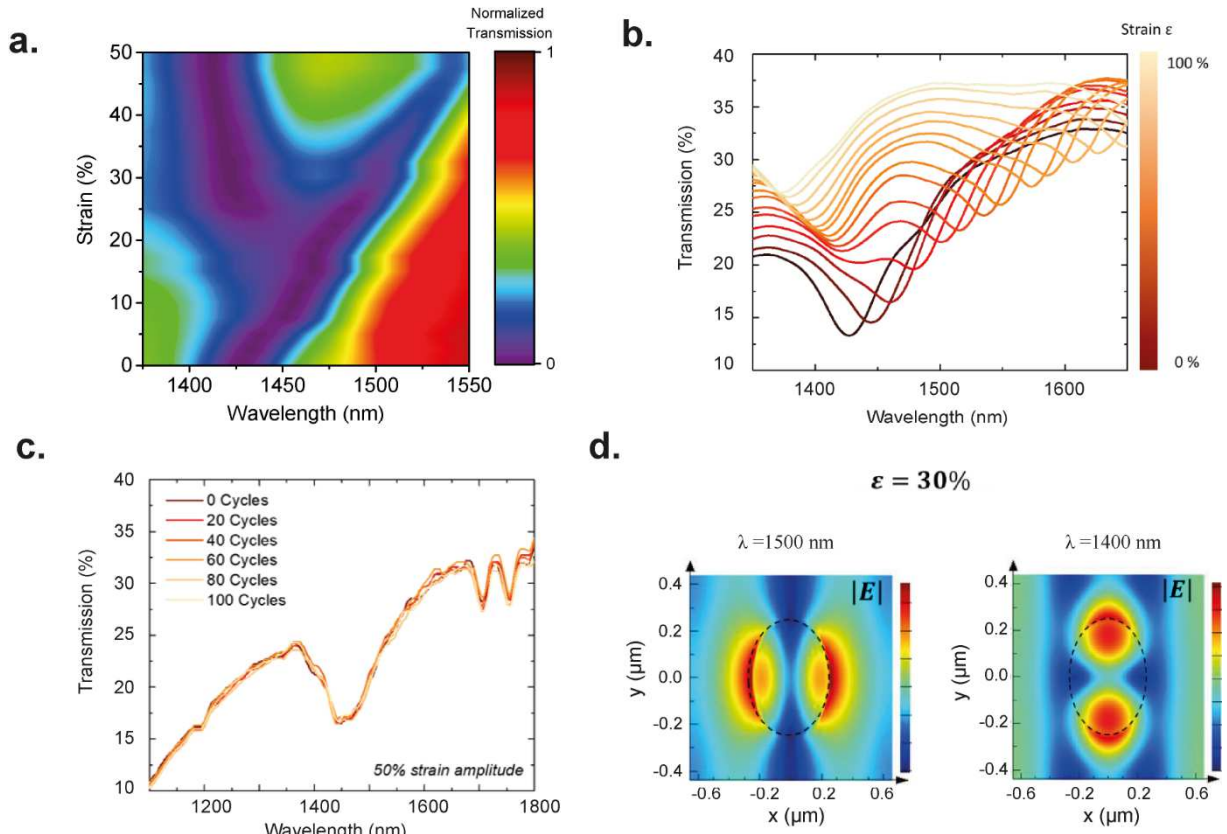 a.
Normalized
Transmission
1
0
50
40
30
20
10
0
Strain (%)
1400
1450
1500
1550
Wavelength (nm)
b.
Strain ε
100 %
0 %
40
35
30
25
20
15
10
Transmission (%)
1400
1500
1600
Wavelength (nm)
c.
40
35
30
25
20
15
10
Transmission (%)
0 Cycles
20 Cycles
40 Cycles
60 Cycles
80 Cycles
100 Cycles
50% strain amplitude
1200
1400
1600
1800
Wavelength (nm)
d.
ε = 30%
λ =1500 nm
|E|
0.4
0.2
0.0
-0.2
-0.4
y (μm)
-0.6
-0.2
0.2
0.6
x (μm)
λ =1400 nm
|E|
0.4
0.2
0.0
-0.2
-0.4
y (μm)
-0.6
-0.2
0.2
0.6
x (μm)